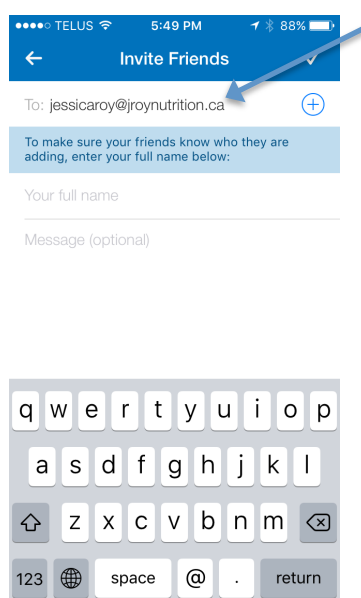 TELUS 5:49 PM 88%
Invite Friends
To: jessicaroy@jroynutrition.ca
To make sure your friends know who they are
adding, enter your full name below:
Your full name
Message (optional)
q w e r t y u i o p
a s d f g h j k l
z x c v b n m
123 space @ . return